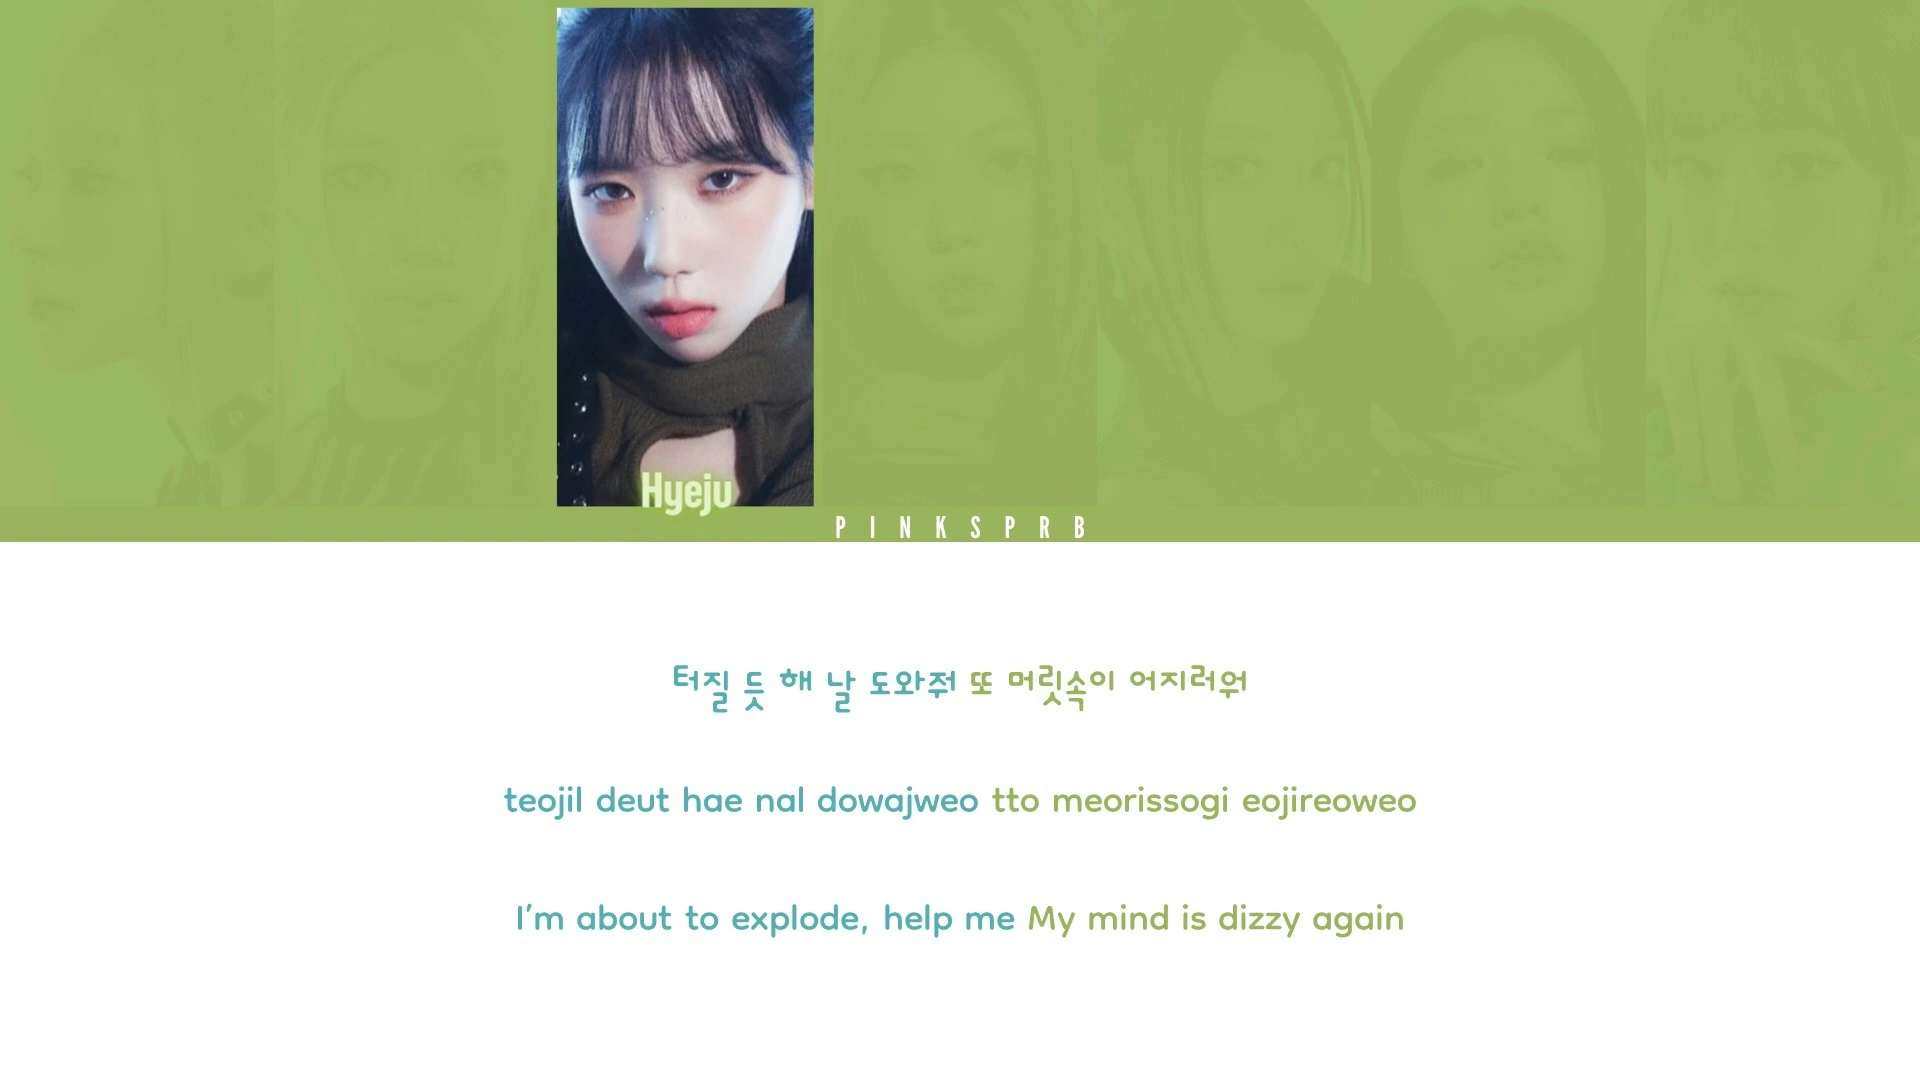 Hyeju
PINKSPRB
터질 듯 해 날 도와줘 또 머릿속이 어지러워
teojil deut hae nal dowajweo tto meorissogi eojireoweo
I'm about to explode, help me My mind is dizzy again